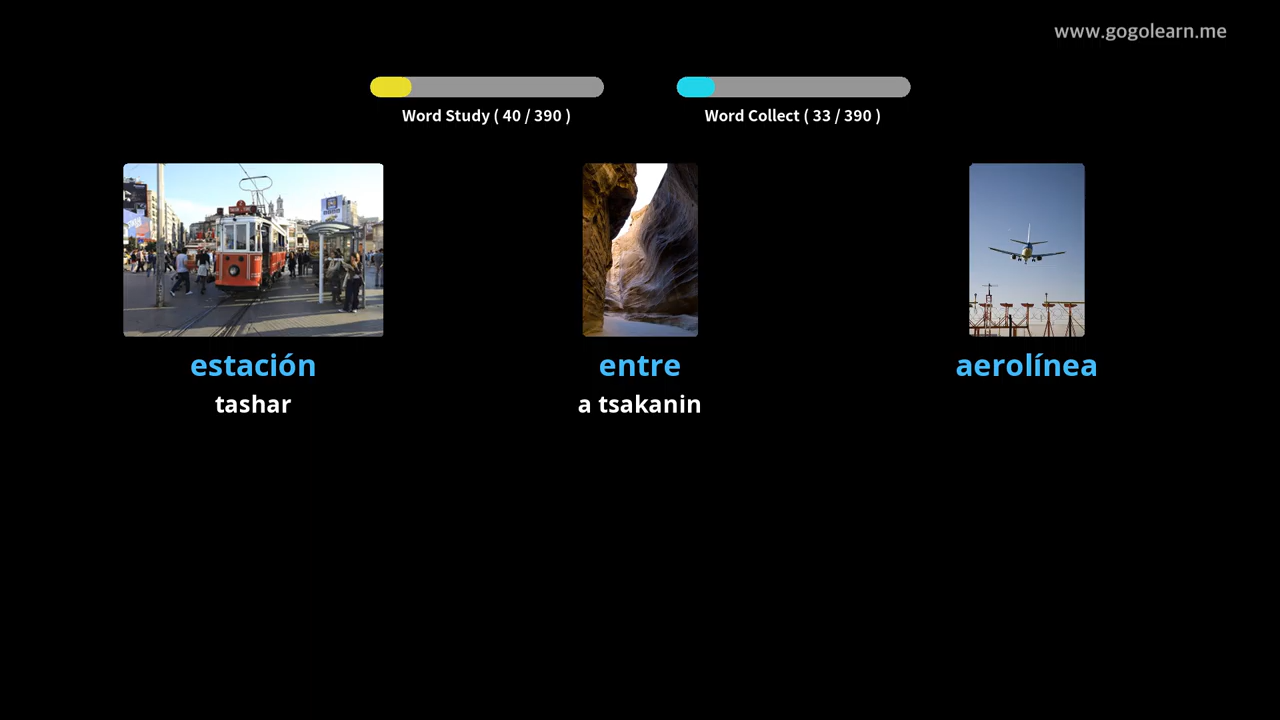 www.gogolearn.me
Word Study ( 40 / 390 )
Word Collect ( 33 / 390 )
estación
tashar
entre
a tsakanin
aerolínea